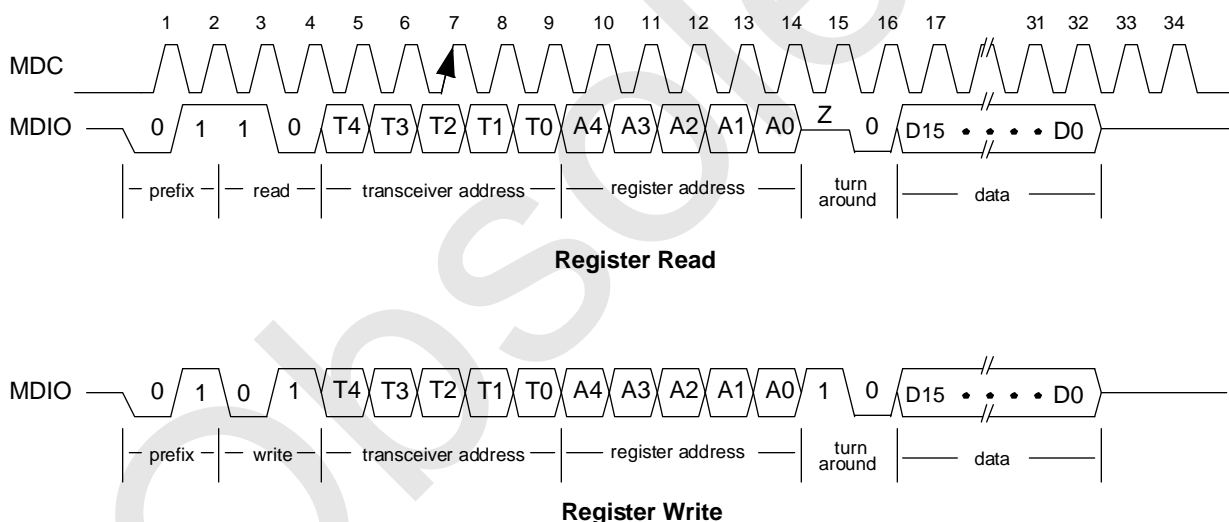 1 2 3 4 5 6 7 8 9 10 11 12 13 14 15 16 17 31 32 33 34
MDC
MDIO 0 1 1 0 T4 T3 T2 T1 T0 A4 A3 A2 A1 A0 Z 0 D15 D0
prefix read transceiver address register address turn around data
Register Read
MDIO 0 1 0 1 T4 T3 T2 T1 T0 A4 A3 A2 A1 A0 1 0 D15 D0
prefix write transceiver address register address turn around data
Register Write
Obsole